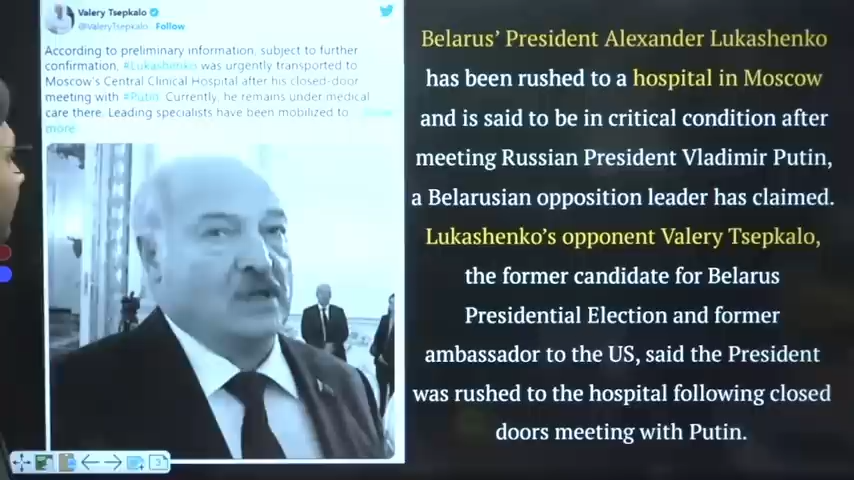 Valery Tsepkalo
@ValeryTsepkalo Follow
According to preliminary information, subject to further
confirmation, #Lukashenko was urgently transported to
Moscow's Central Clinical Hospital after his closed-door
meeting with #Putin. Currently, he remains under medical
care there. Leading specialists have been mobilized to
more
Belarus' President Alexander Lukashenko
has been rushed to a hospital in Moscow
and is said to be in critical condition after
meeting Russian President Vladimir Putin,
a Belarusian opposition leader has claimed.
Lukashenko's opponent Valery Tsepkalo,
the former candidate for Belarus
Presidential Election and former
ambassador to the US, said the President
was rushed to the hospital following closed
doors meeting with Putin.
3